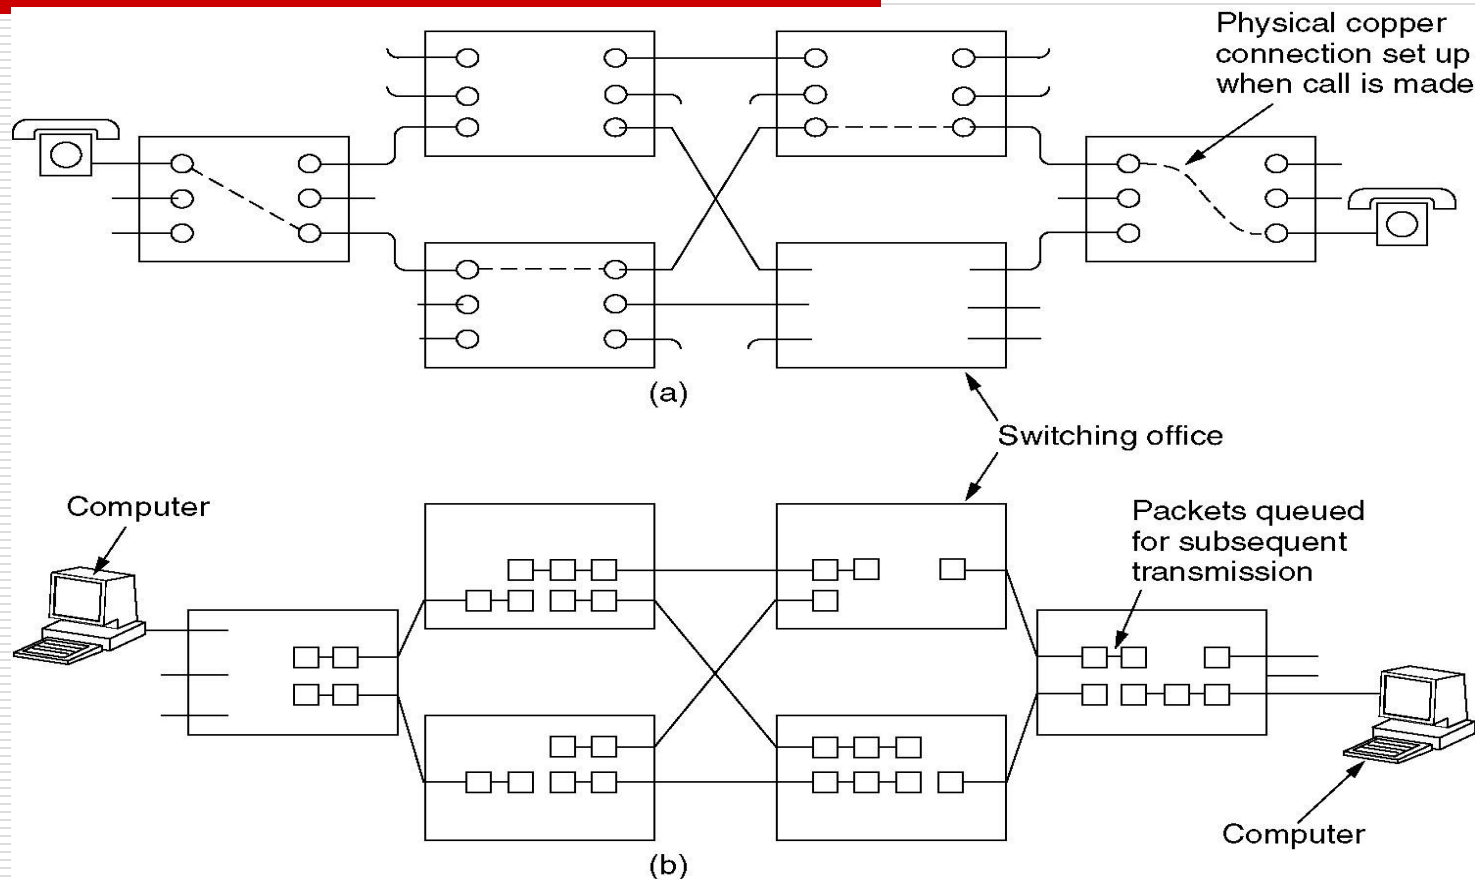 Physical copper
connection set up
when call is made
(a)
Switching office
Computer
Packets queued
for subsequent
transmission
Computer
(b)